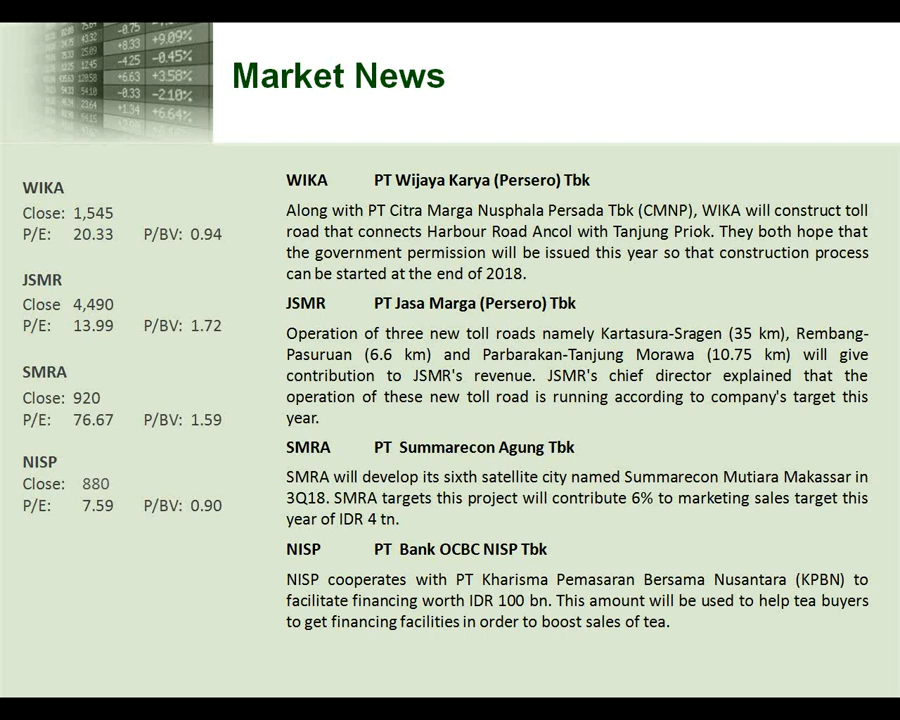 Market News
WIKA
Close: 1,545
P/E: 20.33 P/BV: 0.94
JSMR
Close 4,490
P/E: 13.99 P/BV: 1.72
SMRA
Close: 920
P/E: 76.67 P/BV: 1.59
NISP
Close: 880
P/E: 7.59 P/BV: 0.90
WIKA PT Wijaya Karya (Persero) Tbk
Along with PT Citra Marga Nusphala Persada Tbk (CMNP), WIKA will construct toll
road that connects Harbour Road Ancol with Tanjung Priok. They both hope that
the government permission will be issued this year so that construction process
can be started at the end of 2018.
JSMR PT Jasa Marga (Persero) Tbk
Operation of three new toll roads namely Kartasura-Sragen (35 km), Rembang-
Pasuruan (6.6 km) and Parbarakan-Tanjung Morawa (10.75 km) will give
contribution to JSMR's revenue. JSMR's chief director explained that the
operation of these new toll road is running according to company's target this
year.
SMRA PT Summarecon Agung Tbk
SMRA will develop its sixth satellite city named Summarecon Mutiara Makassar in
3Q18. SMRA targets this project will contribute 6% to marketing sales target this
year of IDR 4 tn.
NISP PT Bank OCBC NISP Tbk
NISP cooperates with PT Kharisma Pemasaran Bersama Nusantara (KPBN) to
facilitate financing worth IDR 100 bn. This amount will be used to help tea buyers
to get financing facilities in order to boost sales of tea.